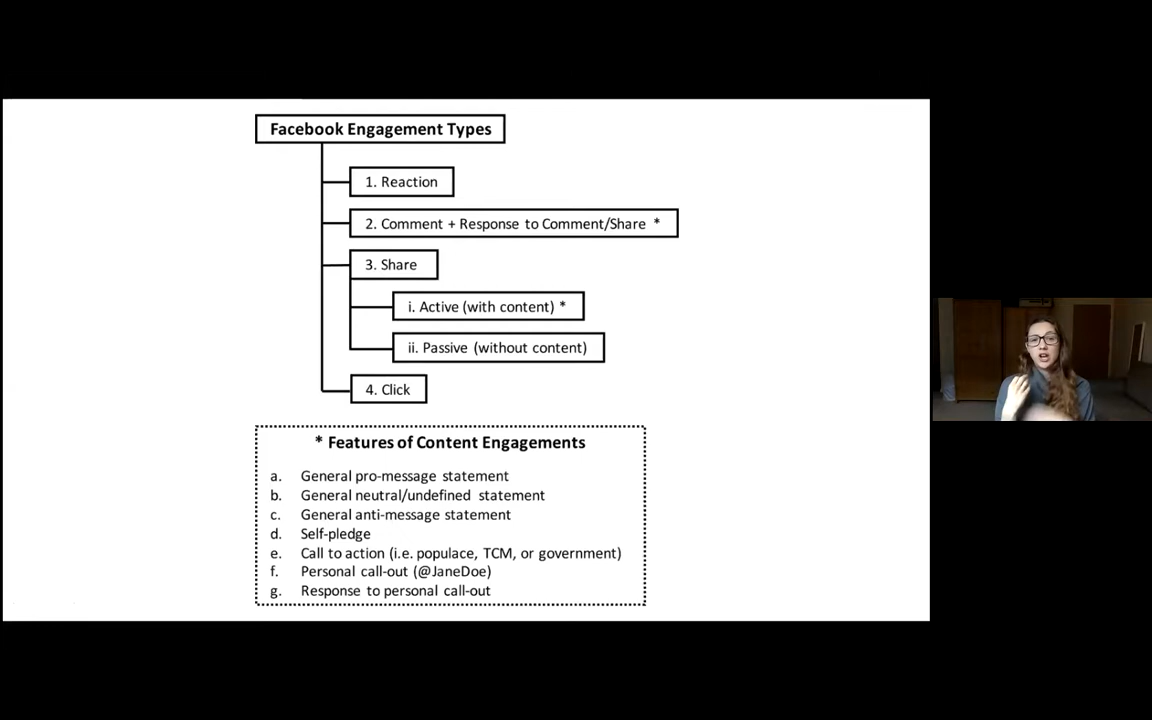 Facebook Engagement Types
1. Reaction
2. Comment + Response to Comment/Share *
3. Share
i. Active (with content) *
ii. Passive (without content)
4. Click
* Features of Content Engagements
a. General pro-message statement
b. General neutral/undefined statement
c. General anti-message statement
d. Self-pledge
e. Call to action (i.e. populace, TCM, or government)
f. Personal call-out (@JaneDoe)
g. Response to personal call-out